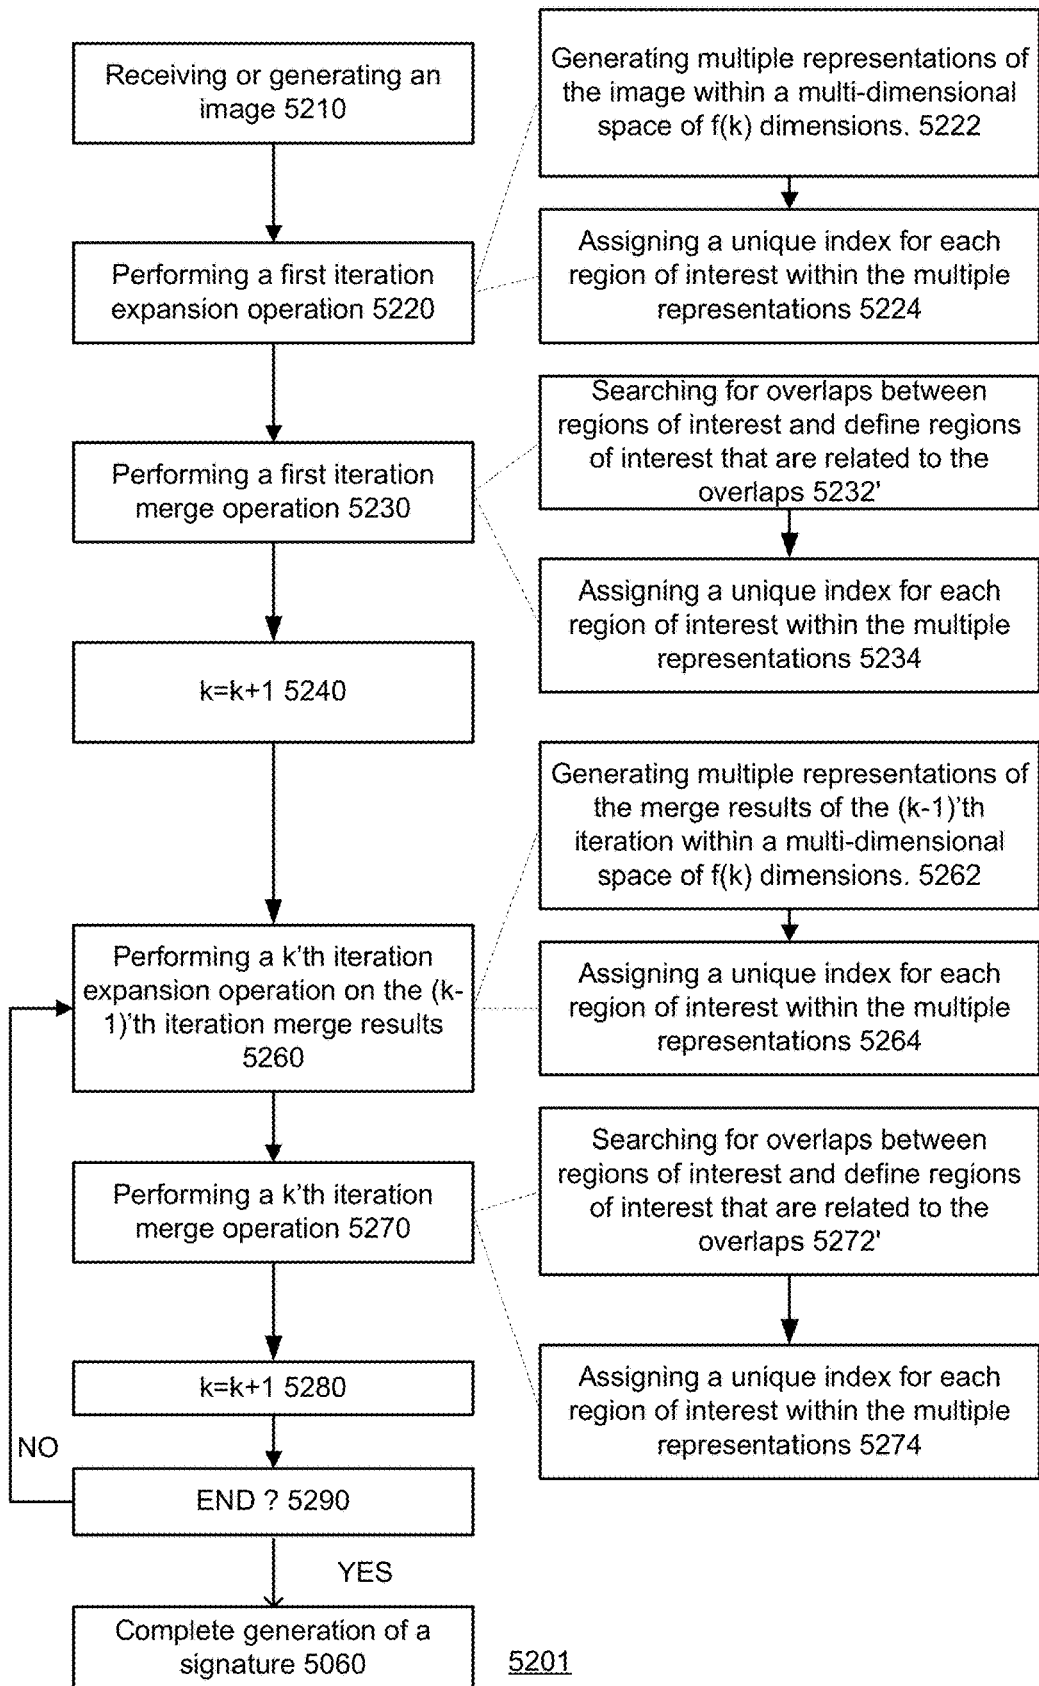 Receiving or generating an
image 5210
Generating multiple representations of
the image within a multi-dimensional
space of f(k) dimensions. 5222
Performing a first iteration
expansion operation 5220
Assigning a unique index for each
region of interest within the multiple
representations 5224
Performing a first iteration
merge operation 5230
Searching for overlaps between
regions of interest and define regions
of interest that are related to the
overlaps 5232'
Assigning a unique index for each
region of interest within the multiple
representations 5234
k=k+1 5240
Generating multiple representations of
the merge results of the (k-1)'th
iteration within a multi-dimensional
space of f(k) dimensions. 5262
Performing a k'th iteration
expansion operation on the (k-
1)'th iteration merge results
5260
Assigning a unique index for each
region of interest within the multiple
representations 5264
Performing a k'th iteration
merge operation 5270
Searching for overlaps between
regions of interest and define regions
of interest that are related to the
overlaps 5272'
k=k+1 5280
Assigning a unique index for each
region of interest within the multiple
representations 5274
NO
END ? 5290
YES
Complete generation of a
signature 5060
5201